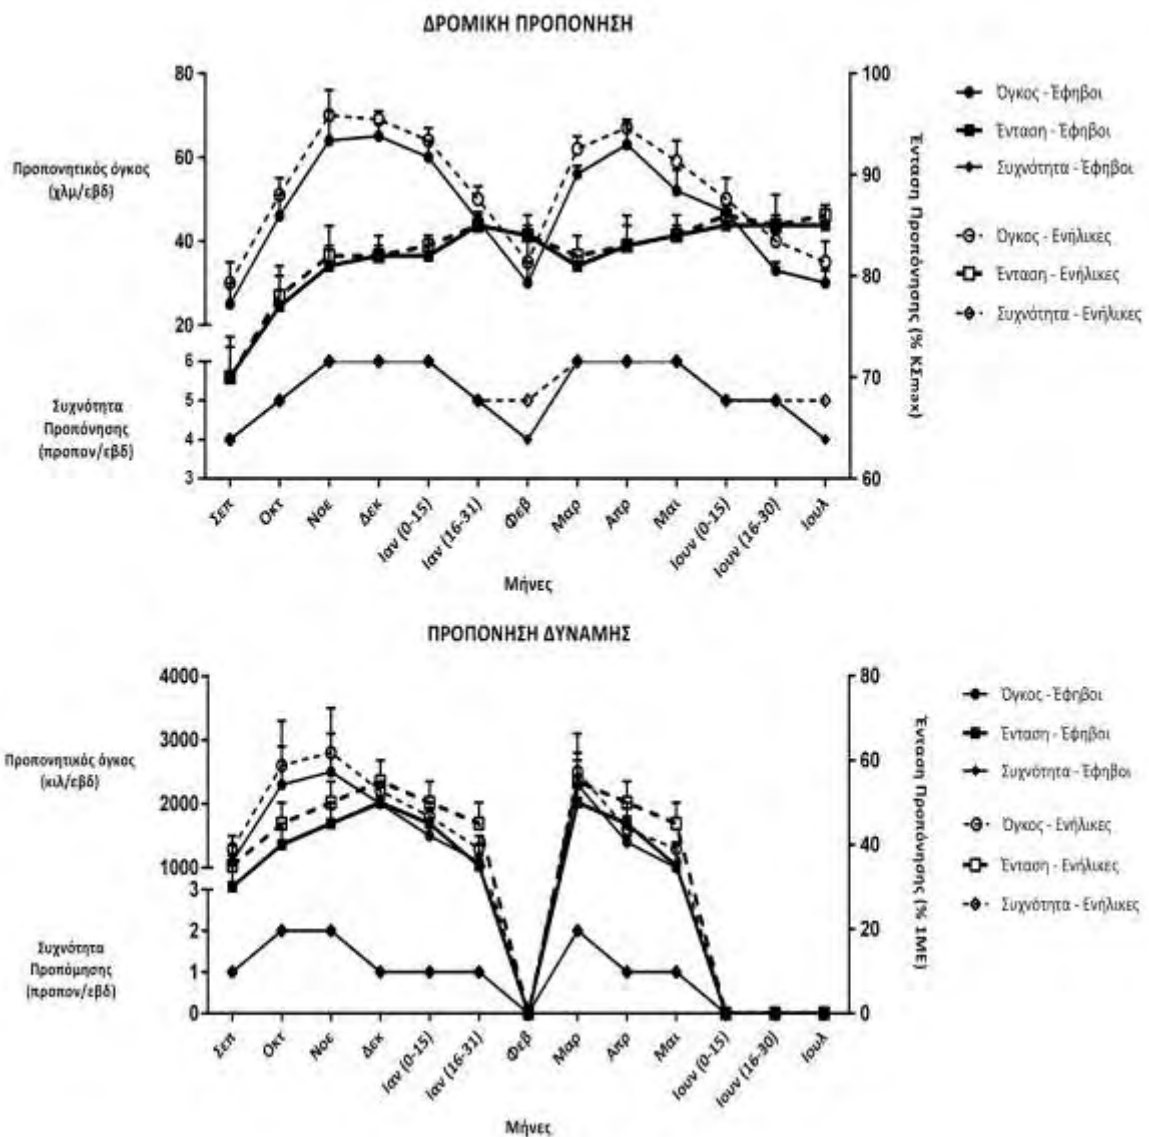 ΔΡΟΜΙΚΗ ΠΡΟΠΟΝΗΣΗ
Προπονητικός όγκος
(χλμ/εβδ)
80
60
40
20
Συχνότητα
Προπόνησης
(προπον/εβδ)
6
5
4
3
100
90
80
70
60
Ένταση Προπόνησης (% ΚΣmax)
Όγκος - Έφηβοι
Ένταση - Έφηβοι
Συχνότητα - Έφηβοι
Όγκος - Ενήλικες
Ένταση - Ενήλικες
Συχνότητα - Ενήλικες
Σεπ
Οκτ
Νοε
Δεκ
Ιαν (0-15)
Ιαν (16-31)
Φεβ
Μαρ
Απρ
Μαι
Ιουν (0-15)
Ιουν (16-30)
Ιουλ
Μήνες
ΠΡΟΠΟΝΗΣΗ ΔΥΝΑΜΗΣ
Προπονητικός όγκος
(κιλ/εβδ)
4000
3000
2000
1000
Συχνότητα
Προπόμησης
(προπον/εβδ)
3
2
1
0
80
60
40
20
0
Ένταση Προπόνησης (% 1ΜΕ)
Όγκος - Έφηβοι
Ένταση - Έφηβοι
Συχνότητα - Έφηβοι
Όγκος - Ενήλικες
Ένταση - Ενήλικες
Συχνότητα - Ενήλικες
Σεπ
Οκτ
Νοε
Δεκ
Ιαν (0-15)
Ιαν (16-31)
Φεβ
Μαρ
Απρ
Μαι
Ιουν (0-15)
Ιουν (16-30)
Ιουλ
Μήνες